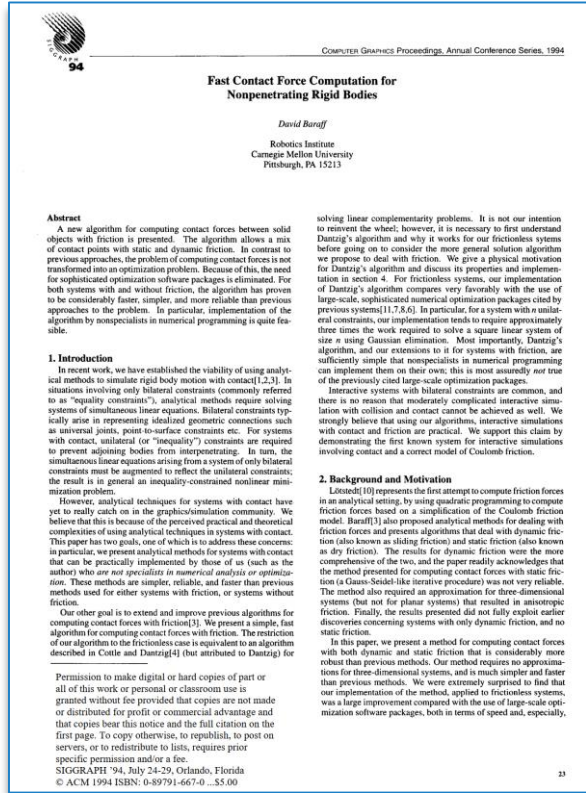 SIGGRAPH
94
COMPUTER GRAPHICS Proceedings, Annual Conference Series, 1994
Fast Contact Force Computation for
Nonpenetrating Rigid Bodies
David Baraff
Robotics Institute
Carnegie Mellon University
Pittsburgh, PA 15213
Abstract
A new algorithm for computing contact forces between solid
objects with friction is presented. The algorithm allows a mix
of contact points with static and dynamic friction. In contrast to
previous approaches, the problem of computing contact forces is not
transformed into an optimization problem. Because of this, the need
for sophisticated optimization software packages is eliminated. For
both systems with and without friction, the algorithm has proven
to be considerably faster, simpler, and more reliable than previous
approaches to the problem. In particular, implementation of the
algorithm by nonspecialists in numerical programming is quite fea-
sible.
1. Introduction
In recent work, we have established the viability of using analyt-
ical methods to simulate rigid body motion with contact[1,2,3]. In
situations involving only bilateral constraints (commonly referred
to as “equality constraints”), analytical methods require solving
systems of simultaneous linear equations. Bilateral constraints typ-
ically arise in representing idealized geometric connections such
as universal joints, point-to-surface constraints etc. For systems
with contact, unilateral (or “inequality”) constraints are required
to prevent adjoining bodies from interpenetrating. In turn, the
simultaenous linear equations arising from a system of only bilateral
constraints must be augmented to reflect the unilateral constraints;
the result is in general an inequality-constrained nonlinear mini-
mization problem.
However, analytical techniques for systems with contact have
yet to really catch on in the graphics/simulation community. We
believe that this is because of the perceived practical and theoretical
complexities of using analytical techniques in systems with contact.
This paper has two goals, one of which is to address these concerns:
in particular, we present analytical methods for systems with contact
that can be practically implemented by those of us (such as the
author) who are not specialists in numerical analysis or optimiza-
tion. These methods are simpler, reliable, and faster than previous
methods used for either systems with friction, or systems without
friction.
Our other goal is to extend and improve previous algorithms for
computing contact forces with friction[3]. We present a simple, fast
algorithm for computing contact forces with friction. The restriction
of our algorithm to the frictionless case is equivalent to an algorithm
described in Cottle and Dantzig[4] (but attributed to Dantzig) for
Permission to make digital or hard copies of part or
all of this work or personal or classroom use is
granted without fee provided that copies are not made
or distributed for profit or commercial advantage and
that copies bear this notice and the full citation on the
first page. To copy otherwise, to republish, to post on
servers, or to redistribute to lists, requires prior
specific permission and/or a fee.
SIGGRAPH '94, July 24-29, Orlando, Florida
© ACM 1994 ISBN: 0-89791-667-0 ...$5.00
solving linear complementarity problems. It is not our intention
to reinvent the wheel; however, it is necessary to first understand
Dantzig's algorithm and why it works for our frictionless sytems
before going on to consider the more general solution algorithm
we propose to deal with friction. We give a physical motivation
for Dantzig's algorithm and discuss its properties and implemen-
tation in section 4. For frictionless systems, our implementation
of Dantzig's algorithm compares very favorably with the use of
large-scale, sophisticated numerical optimization packages cited by
previous systems[11,7,8,6]. In particular, for a system with n unilat-
eral constraints, our implementation tends to require approximately
three times the work required to solve a square linear system of
size n using Gaussian elimination. Most importantly, Dantzig's
algorithm, and our extensions to it for systems with friction, are
sufficiently simple that nonspecialists in numerical programming
can implement them on their own; this is most assuredly not true
of the previously cited large-scale optimization packages.
Interactive systems with bilateral constraints are common, and
there is no reason that moderately complicated interactive simu-
lation with collision and contact cannot be achieved as well. We
strongly believe that using our algorithms, interactive simulations
with contact and friction are practical. We support this claim by
demonstrating the first known system for interactive simulations
involving contact and a correct model of Coulomb friction.
2. Background and Motivation
Lötstedt[10] represents the first attempt to compute friction forces
in an analytical setting, by using quadratic programming to compute
friction forces based on a simplification of the Coulomb friction
model. Baraff[3] also proposed analytical methods for dealing with
friction forces and presents algorithms that deal with dynamic fric-
tion (also known as sliding friction) and static friction (also known
as dry friction). The results for dynamic friction were the more
comprehensive of the two, and the paper readily acknowledges that
the method presented for computing contact forces with static fric-
tion (a Gauss-Seidel-like iterative procedure) was not very reliable.
The method also required an approximation for three-dimensional
systems (but not for planar systems) that resulted in anisotropic
friction. Finally, the results presented did not fully exploit earlier
discoveries concerning systems with only dynamic friction, and no
static friction.
In this paper, we present a method for computing contact forces
with both dynamic and static friction that is considerably more
robust than previous methods. Our method requires no approxima-
tions for three-dimensional systems, and is much simpler and faster
than previous methods. We were extremely surprised to find that
our implementation of the method, applied to frictionless systems,
was a large improvement compared with the use of large-scale opti-
mization software packages, both in terms of speed and, especially,
23